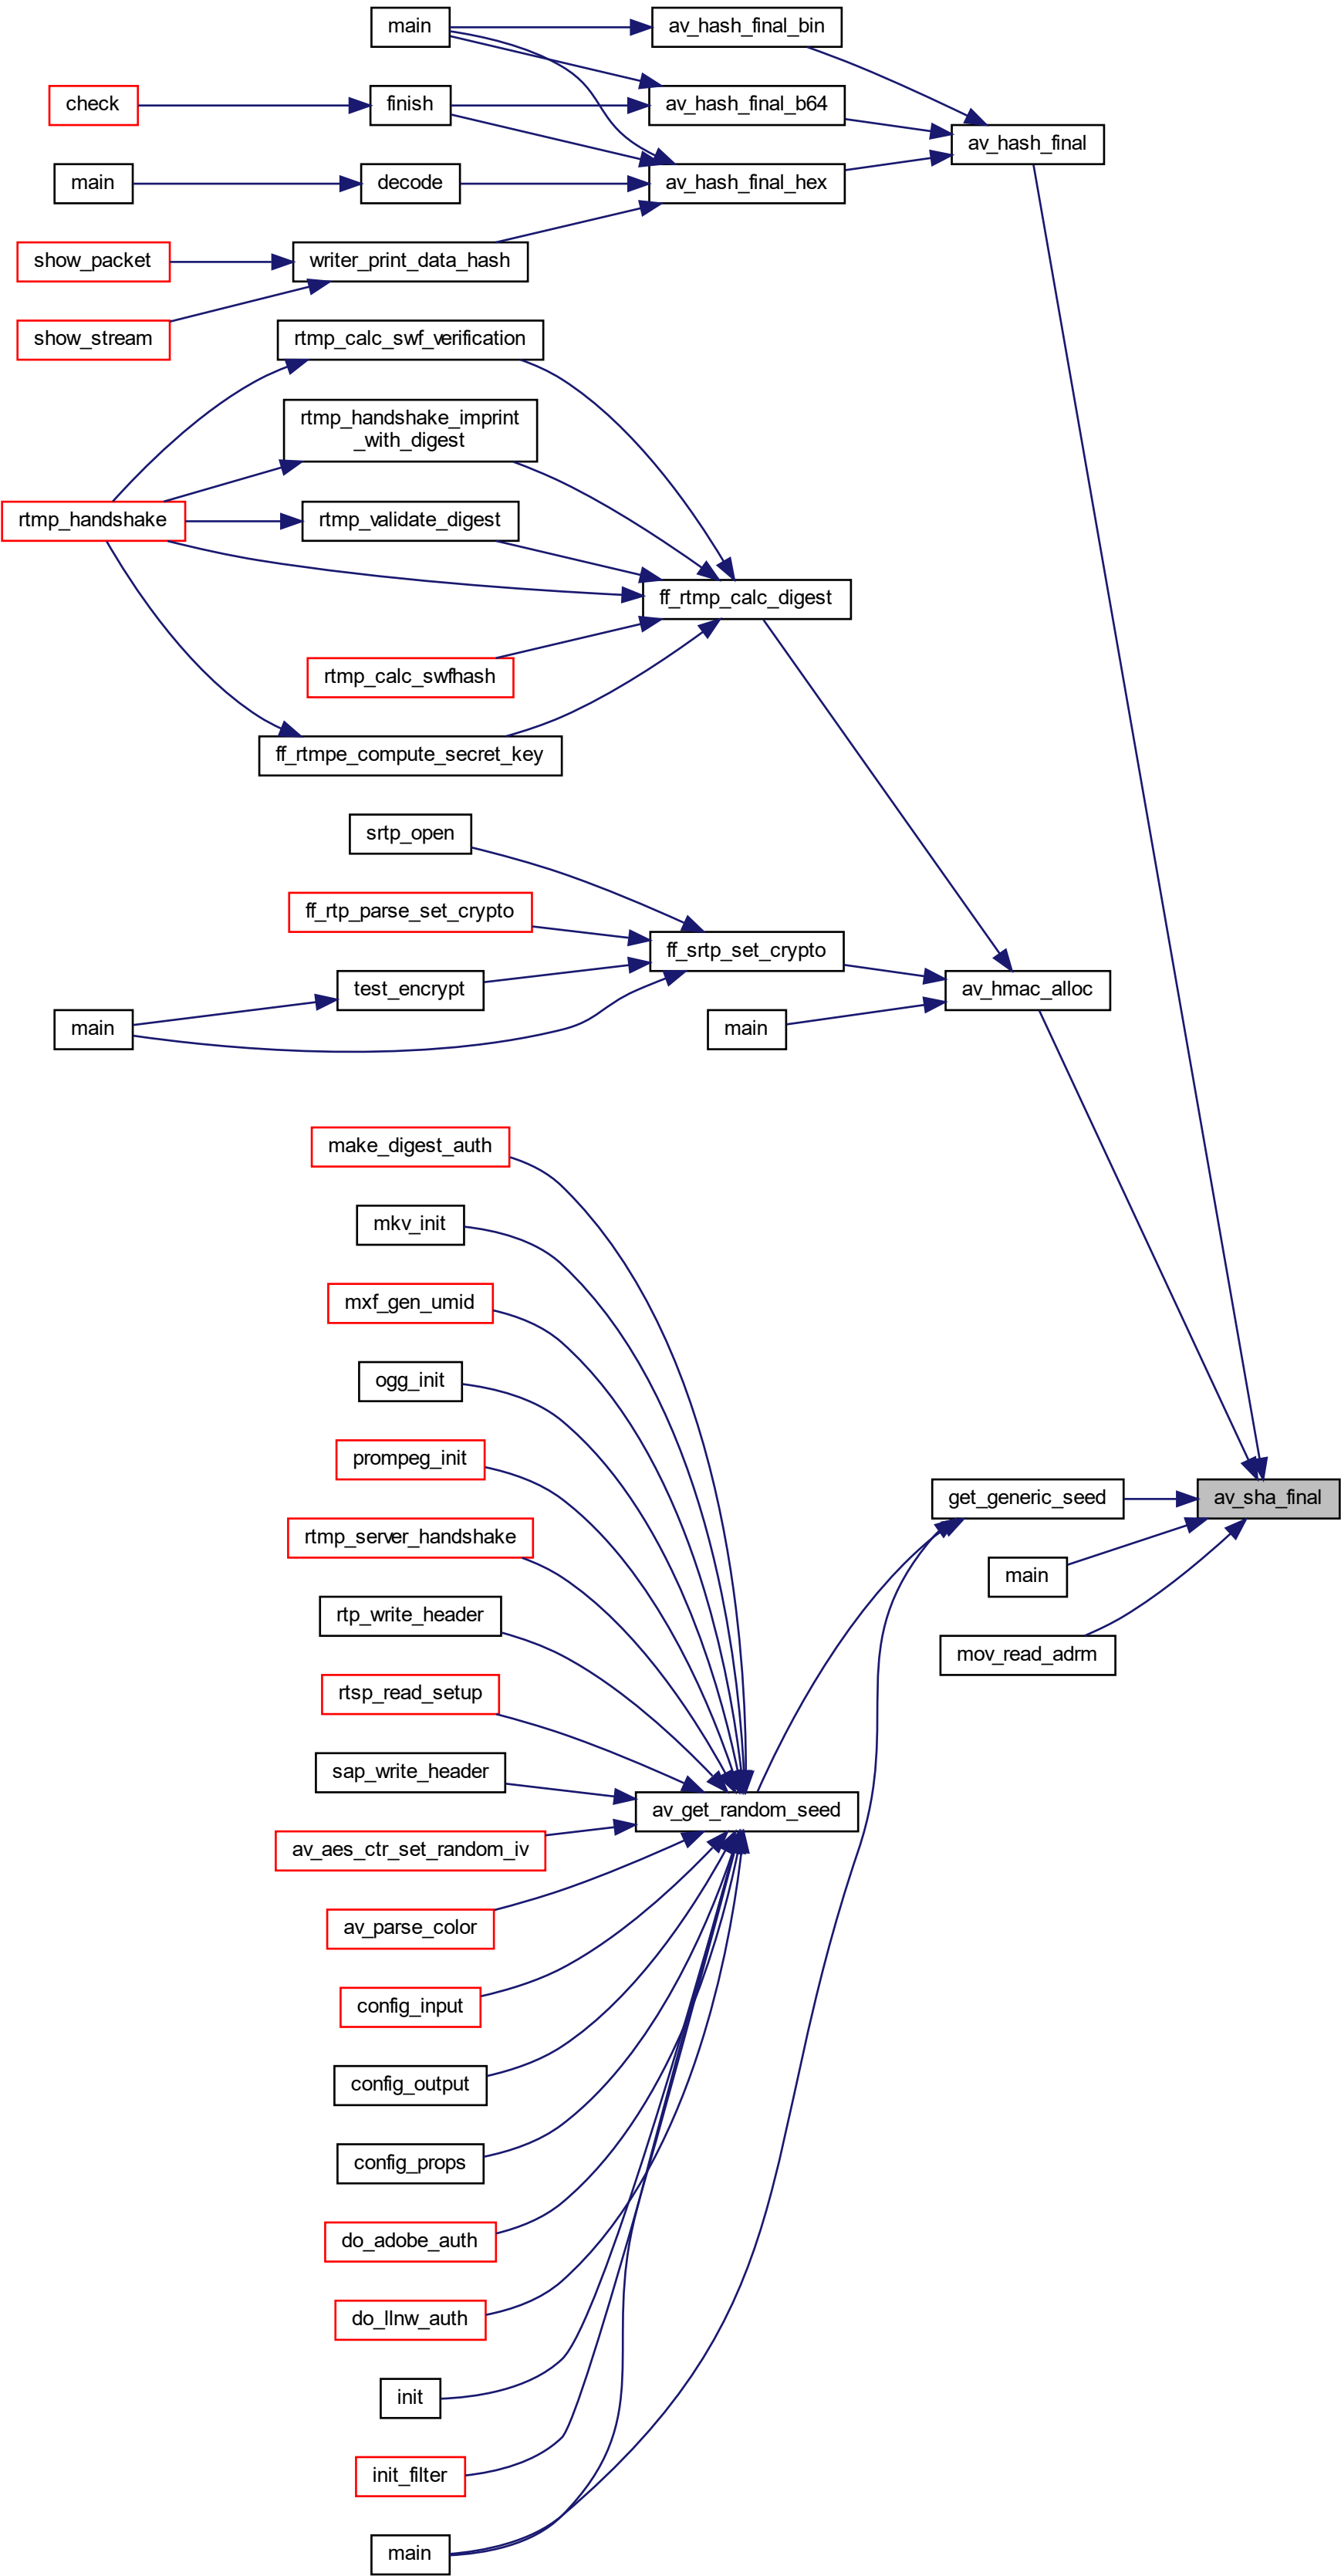 main
av_hash_final_bin
check
finish
av_hash_final_b64
av_hash_final
main
decode
av_hash_final_hex
show_packet
writer_print_data_hash
show_stream
rtmp_calc_swf_verification
rtmp_handshake_imprint
_with_digest
rtmp_handshake
rtmp_validate_digest
ff_rtmp_calc_digest
rtmp_calc_swfhash
ff_rtmpe_compute_secret_key
srtp_open
ff_rtp_parse_set_crypto
ff_srtp_set_crypto
test_encrypt
av_hmac_alloc
main
main
make_digest_auth
mkv_init
mxf_gen_umid
ogg_init
prompeg_init
get_generic_seed
av_sha_final
rtmp_server_handshake
main
rtp_write_header
mov_read_adrm
rtsp_read_setup
sap_write_header
av_get_random_seed
av_aes_ctr_set_random_iv
av_parse_color
config_input
config_output
config_props
do_adobe_auth
do_llnw_auth
init
init_filter
main